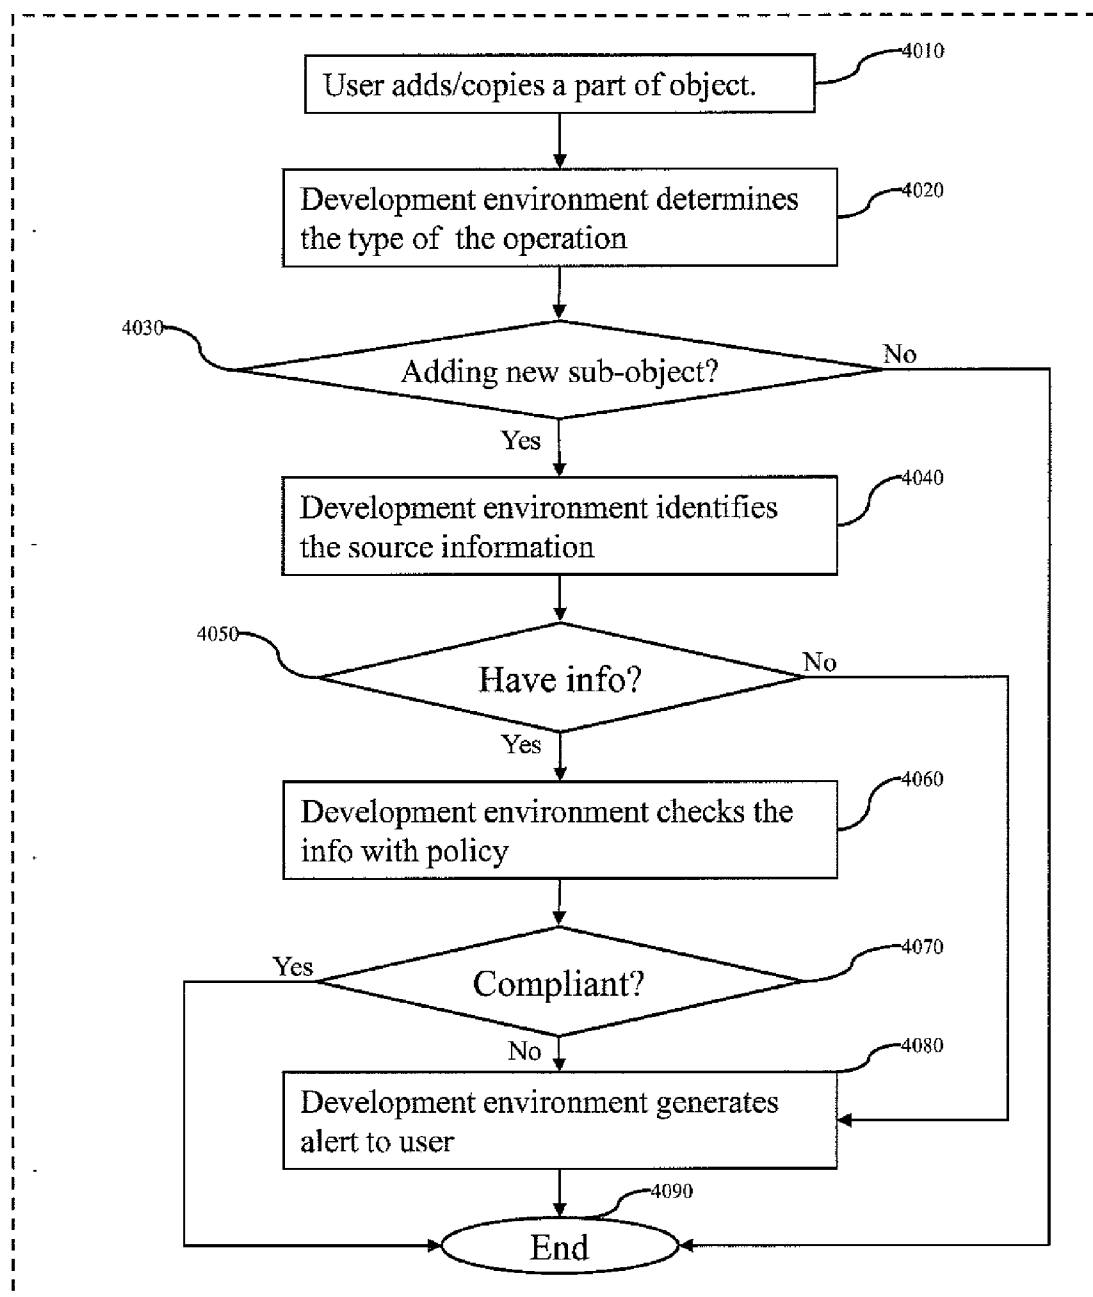 4010
User adds/copies a part of object.
Development environment determines
the type of the operation
4020
4030
Adding new sub-object?
No
Yes
4040
Development environment identifies
the source information
4050
Have info?
No
Yes
4060
Development environment checks the
info with policy
4070
Yes
Compliant?
No
4080
Development environment generates
alert to user
4090
End